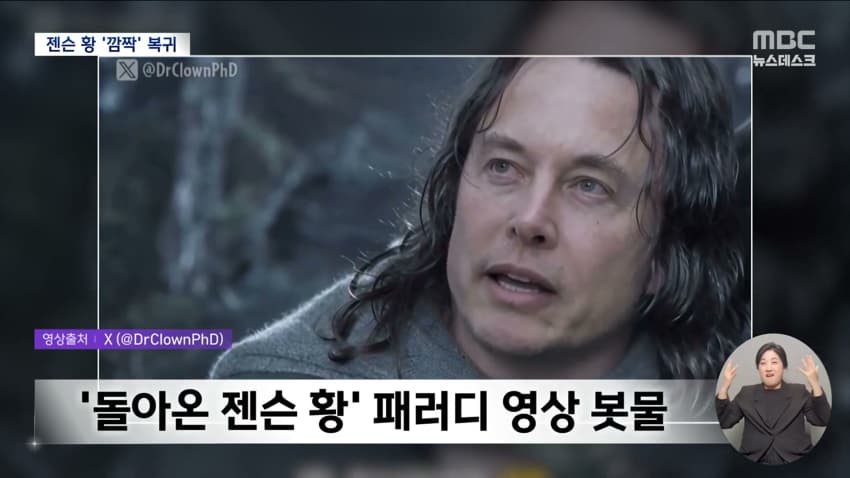 젠슨 황 '깜짝' 복귀
MBC
뉴스데스크
X @DrClownPhD
영상출처 | X (@DrClownPhD)
'돌아온 젠슨 황' 패러디 영상 봇물